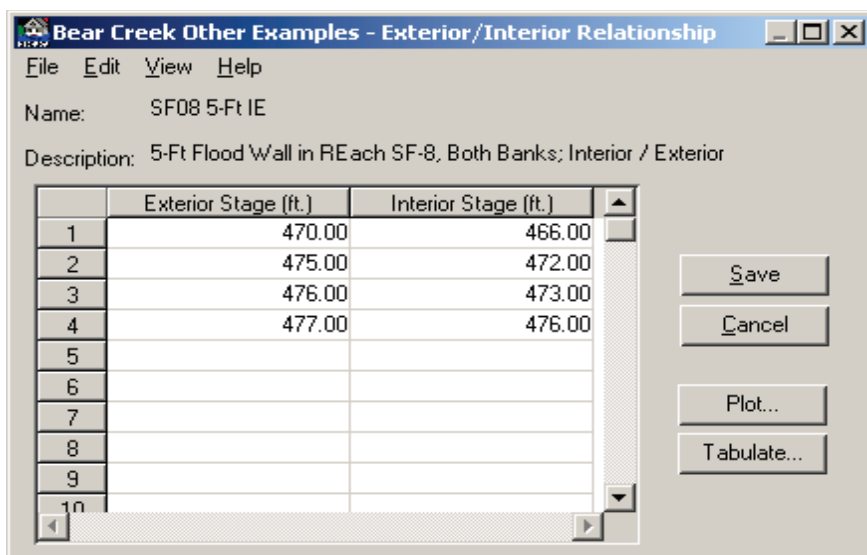 Bear Creek Other Examples - Exterior/Interior Relationship
File Edit View Help
Name: SF08 5-Ft IE
Description: 5-Ft Flood Wall in REach SF-8, Both Banks; Interior / Exterior
Exterior Stage (ft.) Interior Stage (ft.)
1 470.00 466.00
2 475.00 472.00
3 476.00 473.00
4 477.00 476.00
5
6
7
8
9
10
Save
Cancel
Plot...
Tabulate...